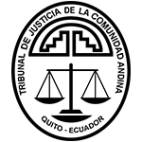 TRIBUNAL DE JUSTICIA DE LA COMUNIDAD ANDINA
QUITO - ECUADOR